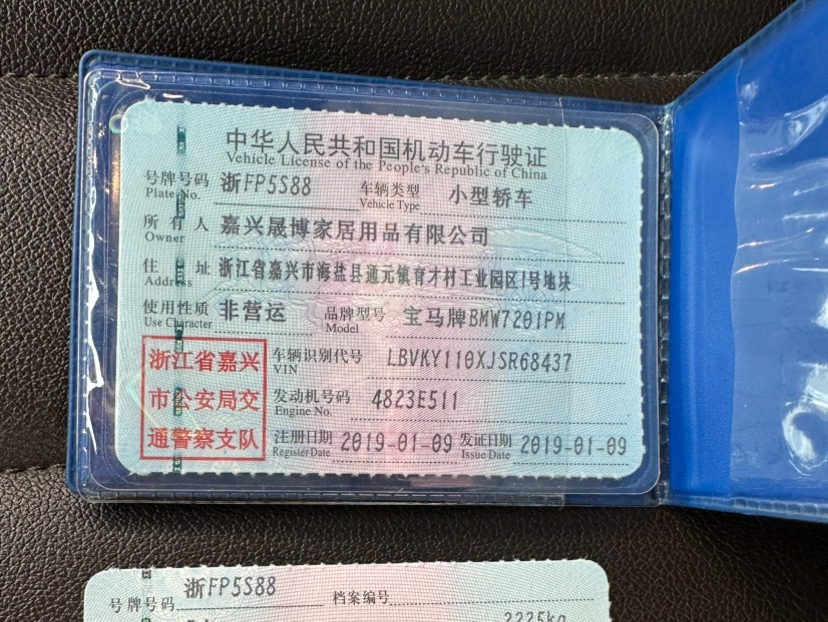 中华人民共和国机动车行驶证
Vehicle License of the People's Republic of China
号牌号码 浙FP5S88 车辆类型 小型轿车
Plate No. Vehicle Type
所有人 嘉兴晟博家居用品有限公司
Owner
住址 浙江省嘉兴市海盐县通元镇育才村工业园区1号地块
Address
使用性质 非营运 品牌型号 宝马牌BMW7201PM
Use Character Model
浙江省嘉兴 车辆识别代号 LBVKY110XJSR68437
VIN
市公安局交 发动机号码 4823E511
Engine No.
通警察支队 注册日期 2019-01-09 发证日期 2019-01-09
Register Date Issue Date
号牌号码 浙FP5S88 档案编号
2225kg